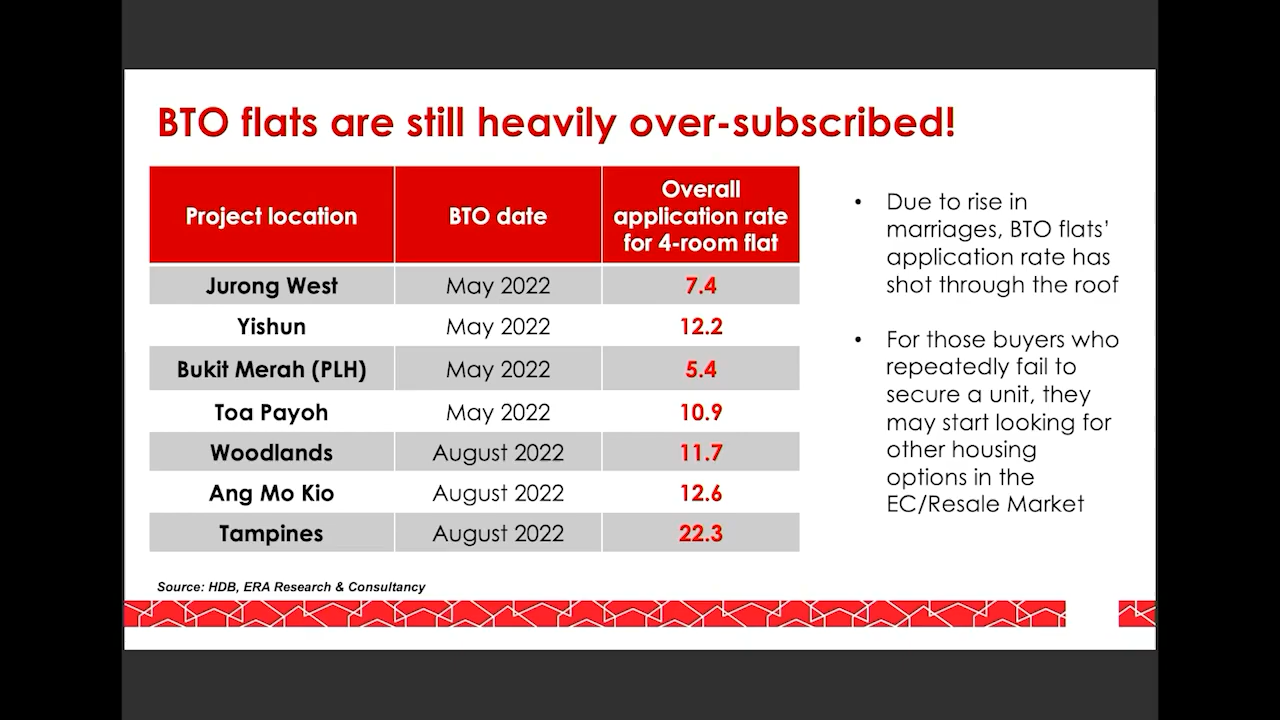 BTO flats are still heavily over-subscribed!
Project location
BTO date
Overall
application rate
for 4-room flat
Jurong West May 2022 7.4
Yishun May 2022 12.2
Bukit Merah (PLH) May 2022 5.4
Toa Payoh May 2022 10.9
Woodlands August 2022 11.7
Ang Mo Kio August 2022 12.6
Tampines August 2022 22.3
• Due to rise in
marriages, BTO flats’
application rate has
shot through the roof
• For those buyers who
repeatedly fail to
secure a unit, they
may start looking for
other housing
options in the
EC/Resale Market
Source: HDB, ERA Research & Consultancy